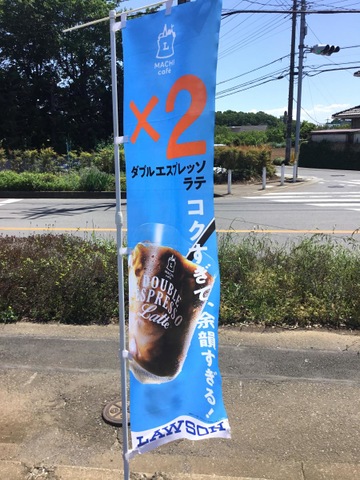 L
MACHI
café
×2
ダブルエスプレッソ
ラテ
コクすぎて、余韻すぎる!
L
DOUBLE
ESPRESSO
Latte
LAWSON